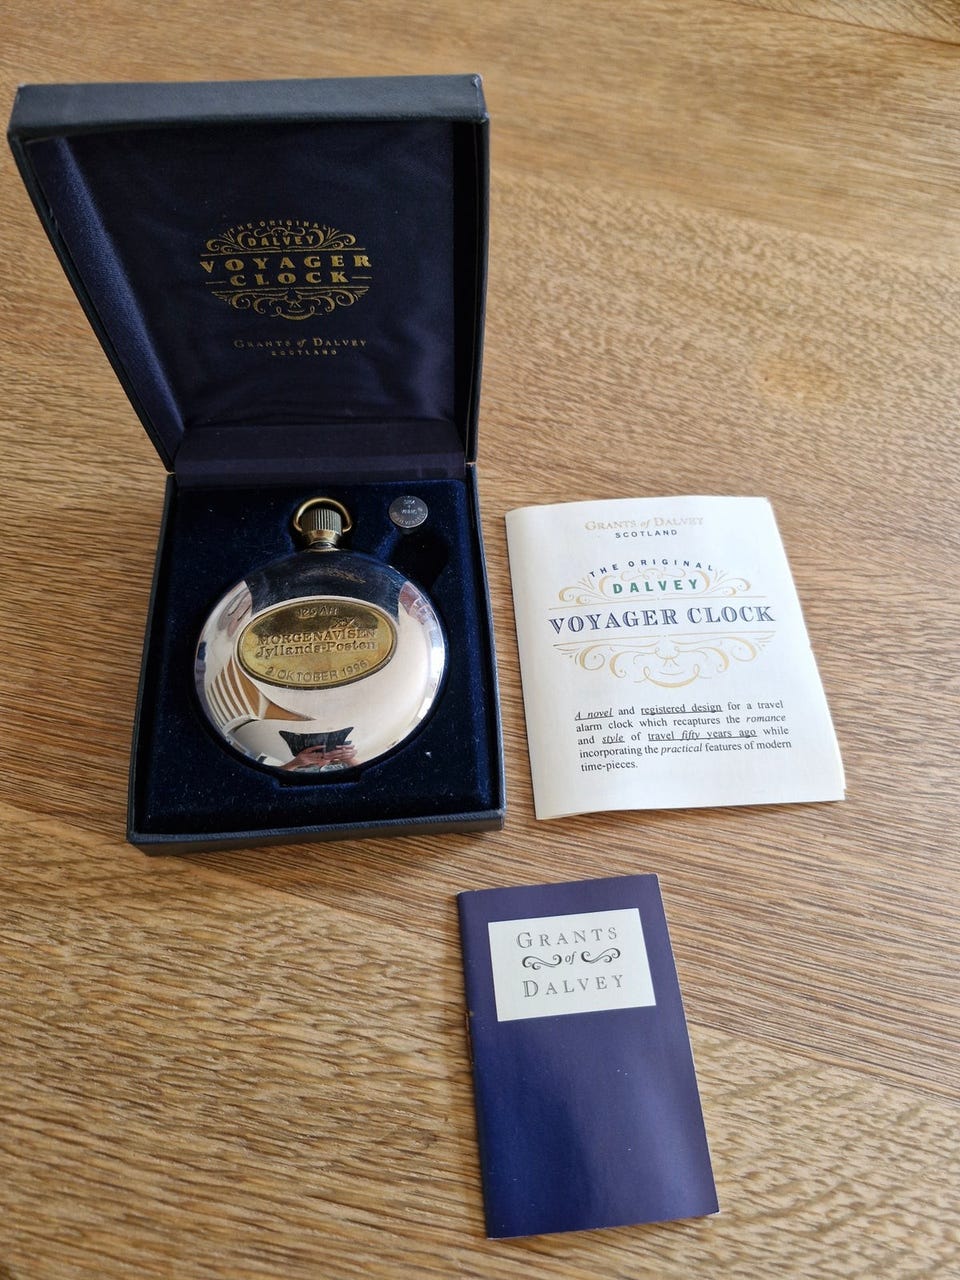 THE ORIGINAL
DALVEY
VOYAGER
CLOCK
GRANTS of DALVEY
SCOTLAND
125 ÅR
MORGENAVISEN
Jyllands-Posten
2 OKTOBER 1996
GRANTS of DALVEY
SCOTLAND
THE ORIGINAL
DALVEY
VOYAGER CLOCK
A novel and registered design for a travel
alarm clock which recaptures the romance
and style of travel fifty years ago while
incorporating the practical features of modern
time-pieces.
GRANTS
of
DALVEY